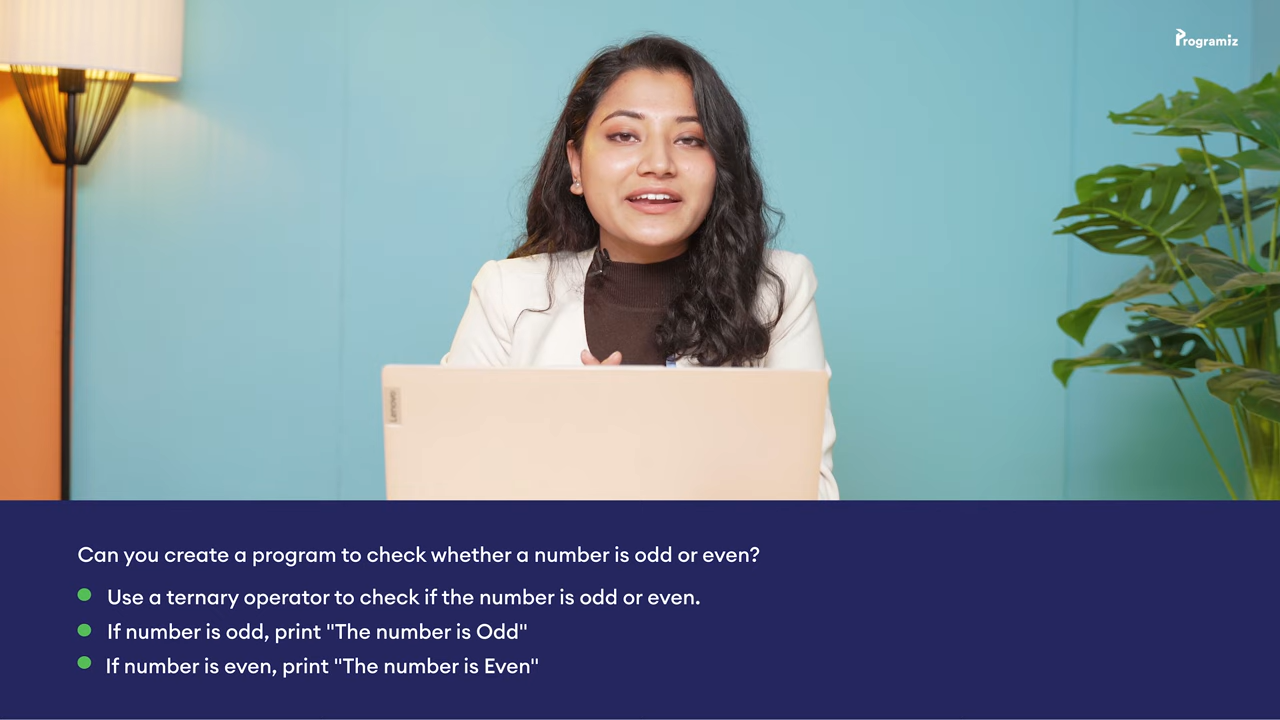 Programiz
Lenovo
Can you create a program to check whether a number is odd or even?
Use a ternary operator to check if the number is odd or even.
If number is odd, print "The number is Odd"
If number is even, print "The number is Even"